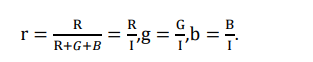 r = R/(R+G+B) = R/I, g = G/I, b = B/I.